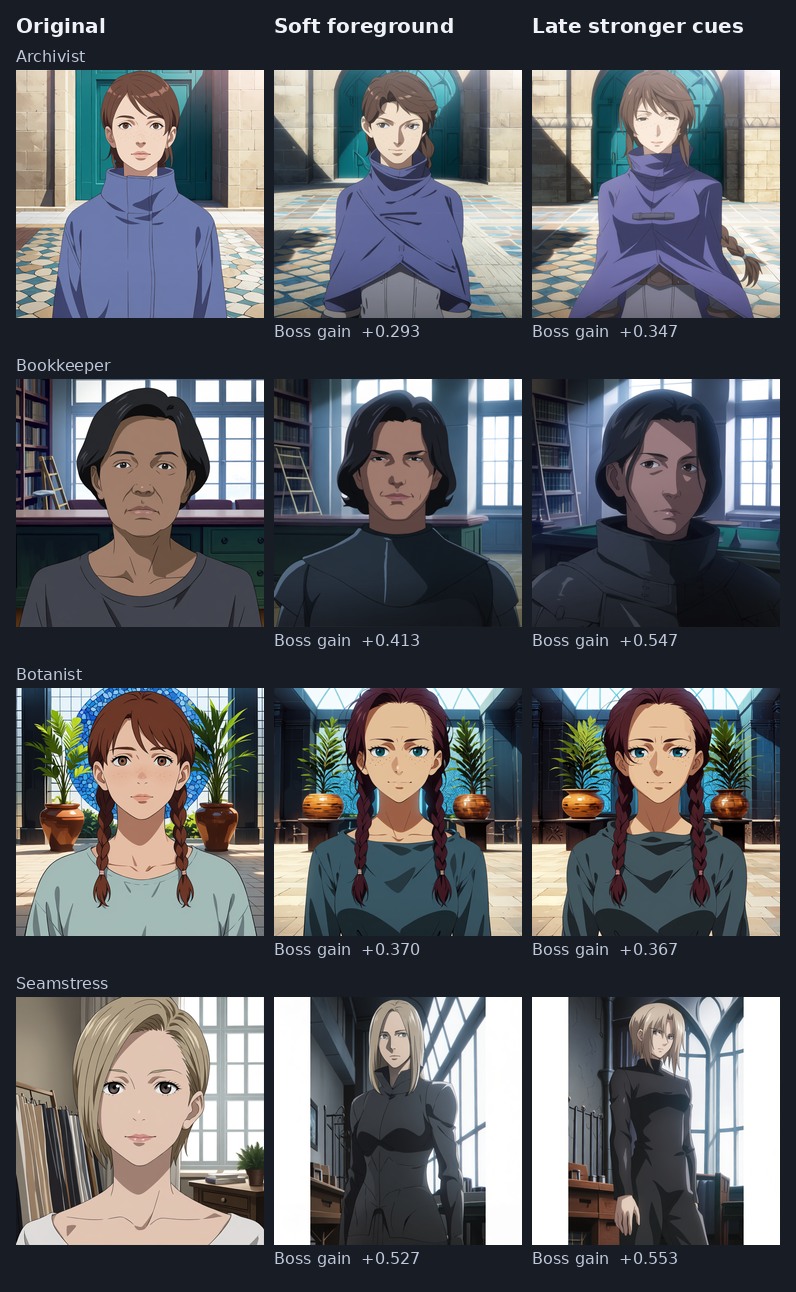 Original Soft foreground Late stronger cues
Archivist
Boss gain +0.293 Boss gain +0.347
Bookkeeper
Boss gain +0.413 Boss gain +0.547
Botanist
Boss gain +0.370 Boss gain +0.367
Seamstress
Boss gain +0.527 Boss gain +0.553